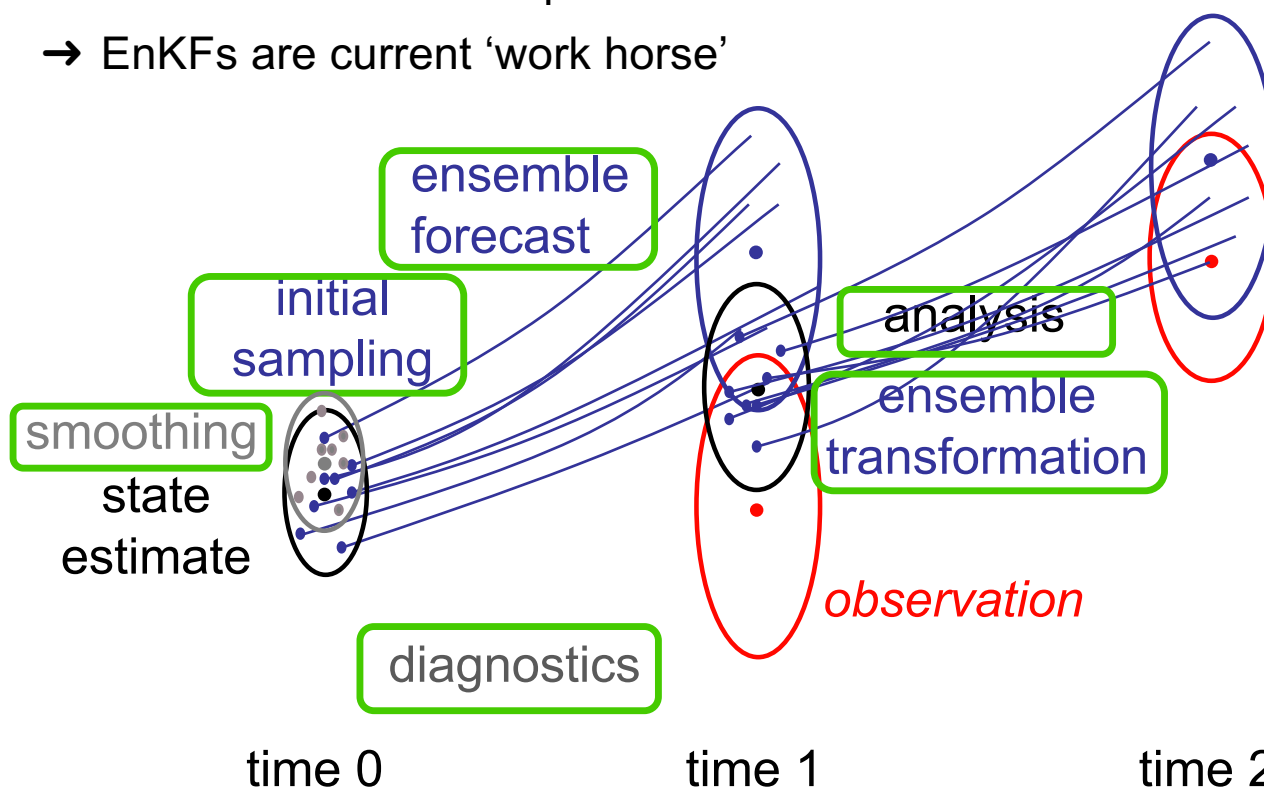 → EnKFs are current ‘work horse’
ensemble
forecast
initial
sampling
analysis
smoothing
ensemble
transformation
state
estimate
observation
diagnostics
time 0
time 1
time 2